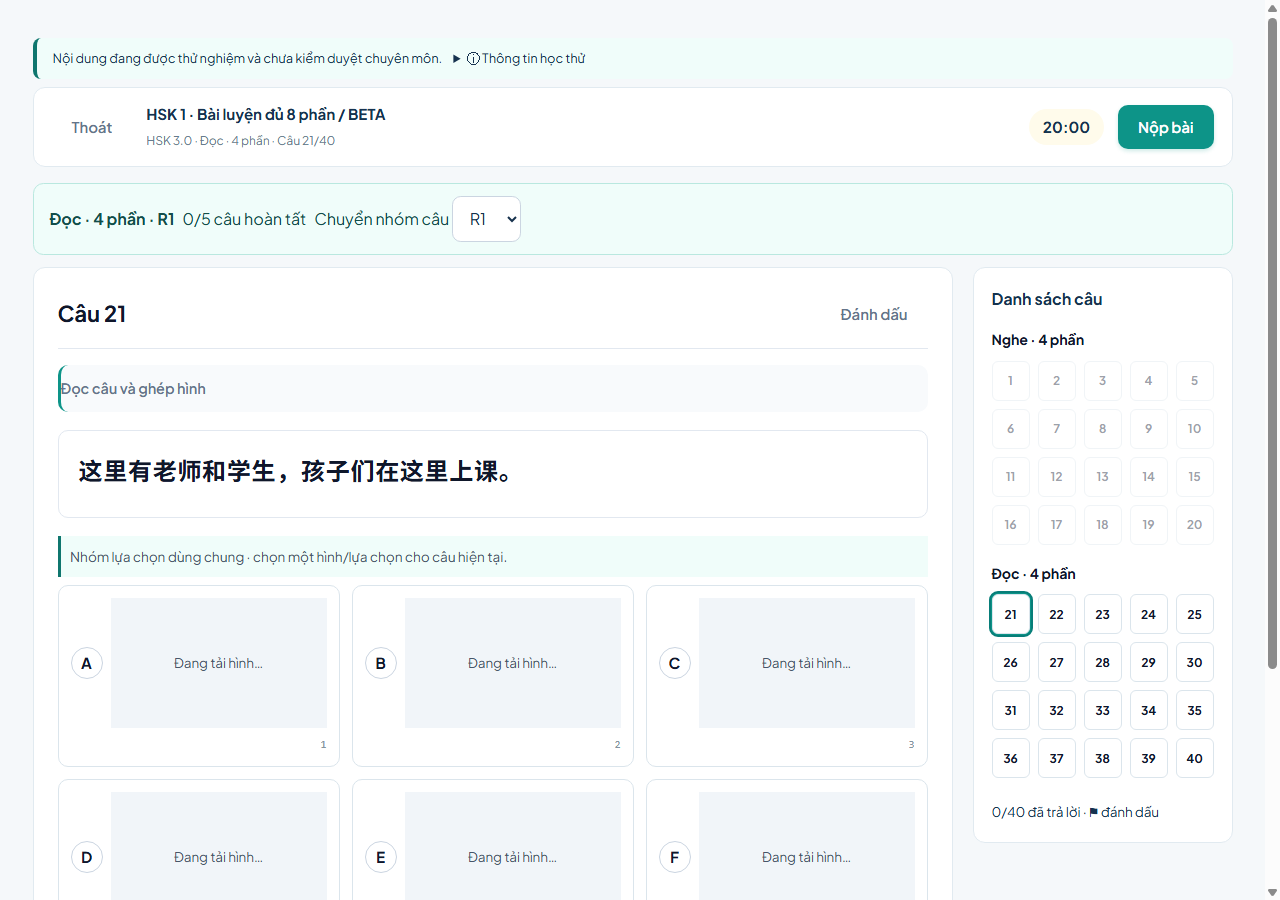 Nội dung đang được thử nghiệm và chưa kiểm duyệt chuyên môn. ▶ ⓘ Thông tin học thử
Thoát
HSK 1 · Bài luyện đủ 8 phần / BETA
HSK 3.0 · Đọc · 4 phần · Câu 21/40
20:00
Nộp bài
Đọc · 4 phần · R1 0/5 câu hoàn tất Chuyển nhóm câu R1
Câu 21
Đánh dấu
Đọc câu và ghép hình
这里有老师和学生，孩子们在这里上课。
Nhóm lựa chọn dùng chung · chọn một hình/lựa chọn cho câu hiện tại.
A Đang tải hình... 1
B Đang tải hình... 2
C Đang tải hình... 3
D Đang tải hình...
E Đang tải hình...
F Đang tải hình...
Danh sách câu
Nghe · 4 phần
1 2 3 4 5
6 7 8 9 10
11 12 13 14 15
16 17 18 19 20
Đọc · 4 phần
21 22 23 24 25
26 27 28 29 30
31 32 33 34 35
36 37 38 39 40
0/40 đã trả lời · ⚑ đánh dấu